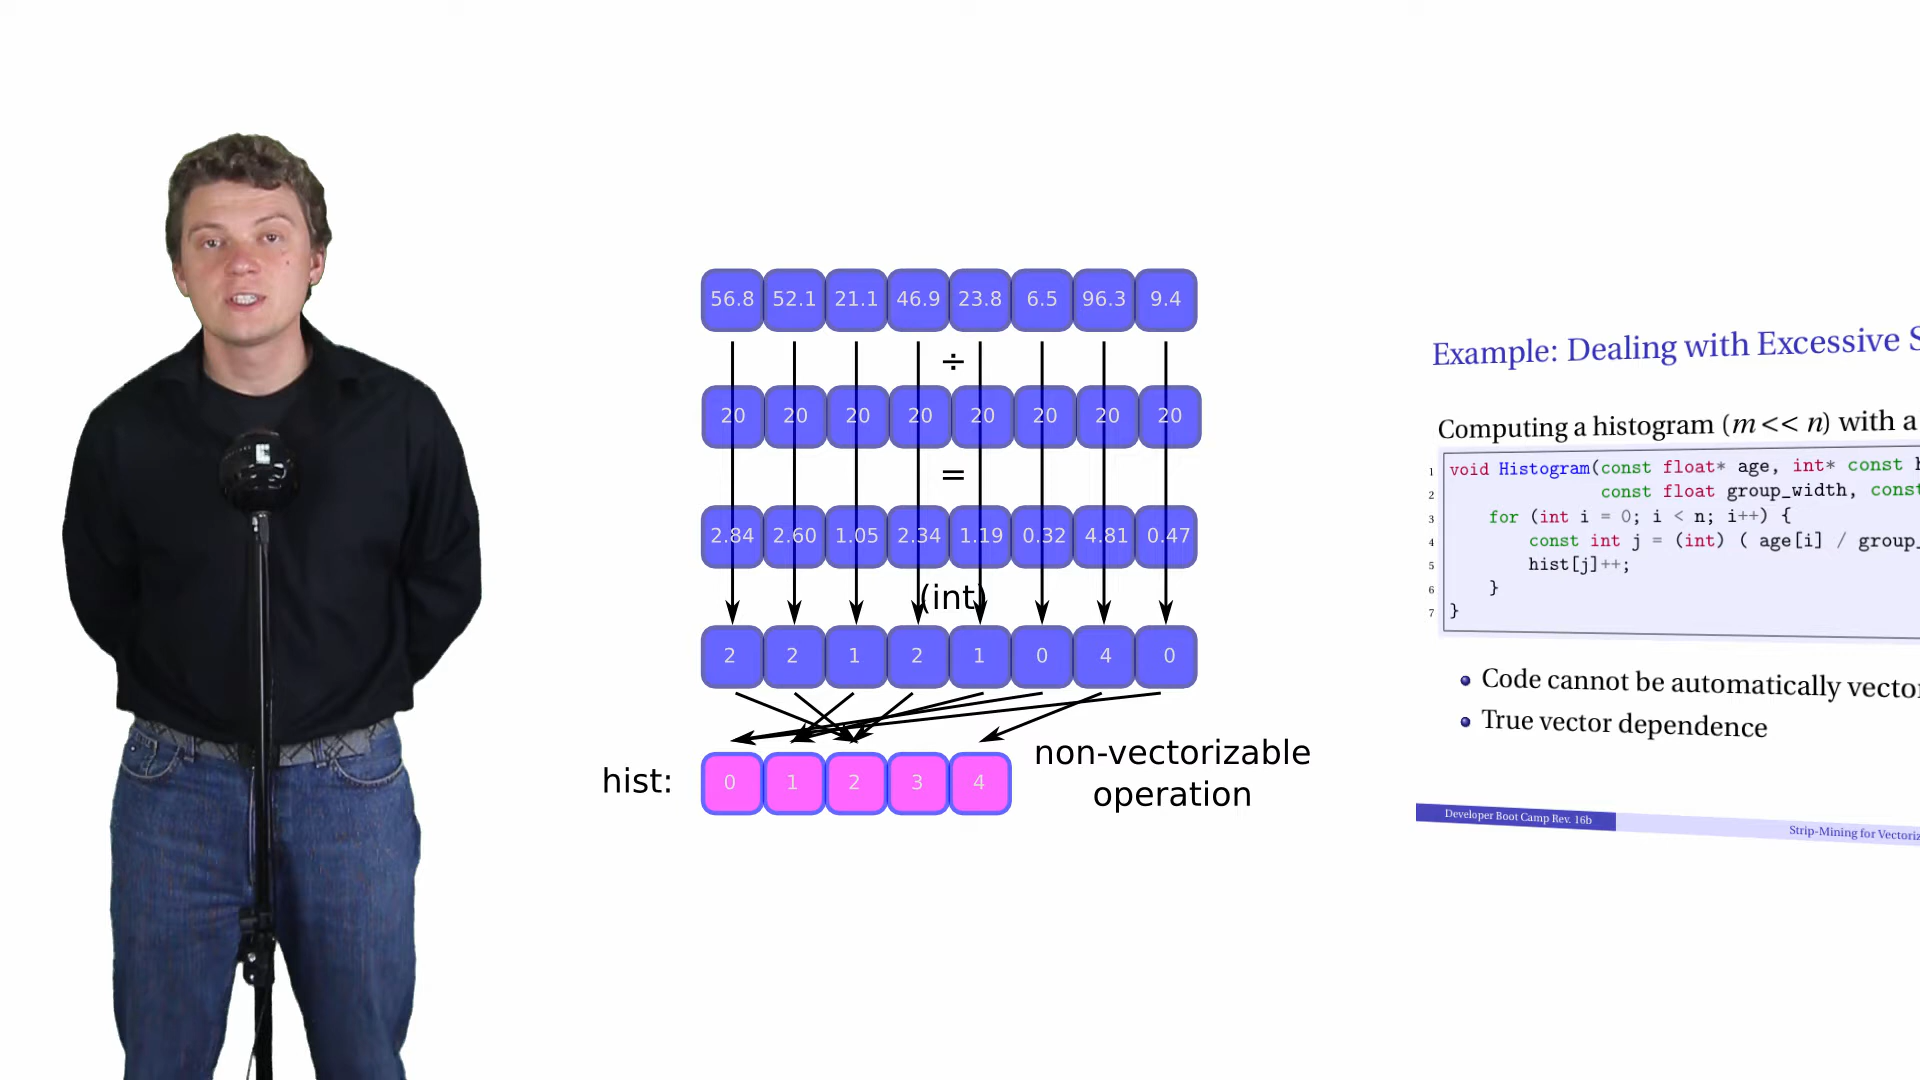 56.8 52.1 21.1 46.9 23.8 6.5 96.3 9.4
÷
20 20 20 20 20 20 20 20
=
2.84 2.60 1.05 2.34 1.19 0.32 4.81 0.47
(int)
2 2 1 2 1 0 4 0
hist: 0 1 2 3 4
non-vectorizable
operation
Example: Dealing with Excessive
Computing a histogram (m << n) with a
1 void Histogram(const float* age, int* const
2 const float group_width,
3 for (int i = 0; i < n; i++) {
4 const int j = (int) ( age[i] / group_
5 hist[j]++;
6 }
7 }
Code cannot be automatically
True vector dependence
Developer Boot Camp Rev. 16b
Strip-Mining for